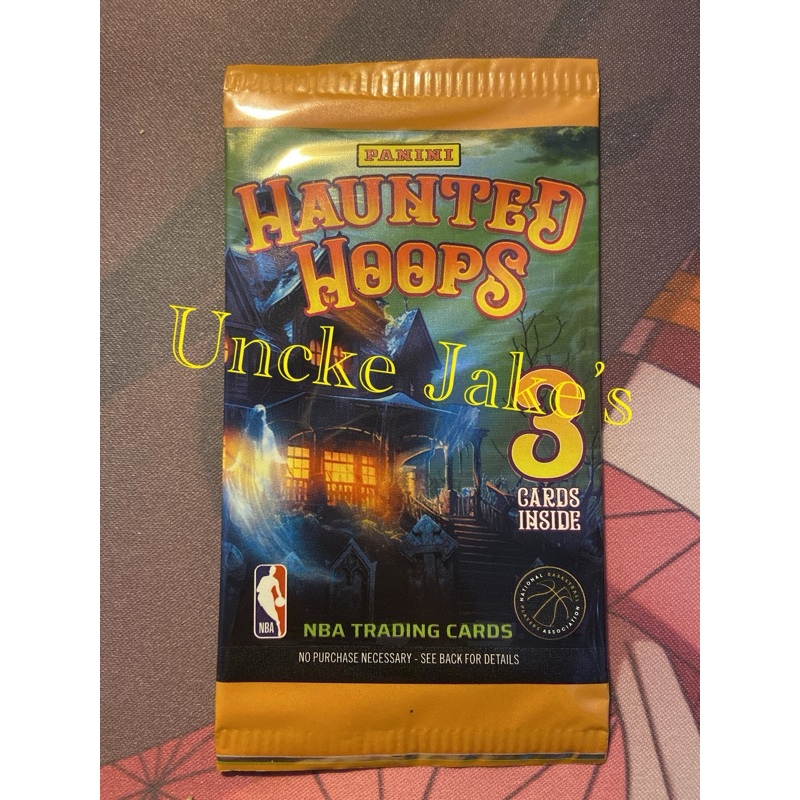 PANINI
HAUNTED
HOOPS
Uncke Jake's
3
CARDS
INSIDE
NBA
NBA TRADING CARDS
NATIONAL BASKETBALL
PLAYERS ASSOCIATION
NO PURCHASE NECESSARY - SEE BACK FOR DETAILS